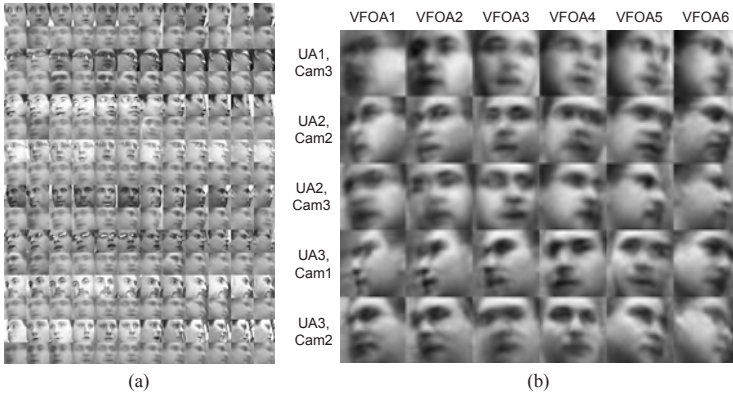 VFOA1 VFOA2 VFOA3 VFOA4 VFOA5 VFOA6
UA1,
Cam3
UA2,
Cam2
UA2,
Cam3
UA3,
Cam1
UA3,
Cam2
(a) (b)